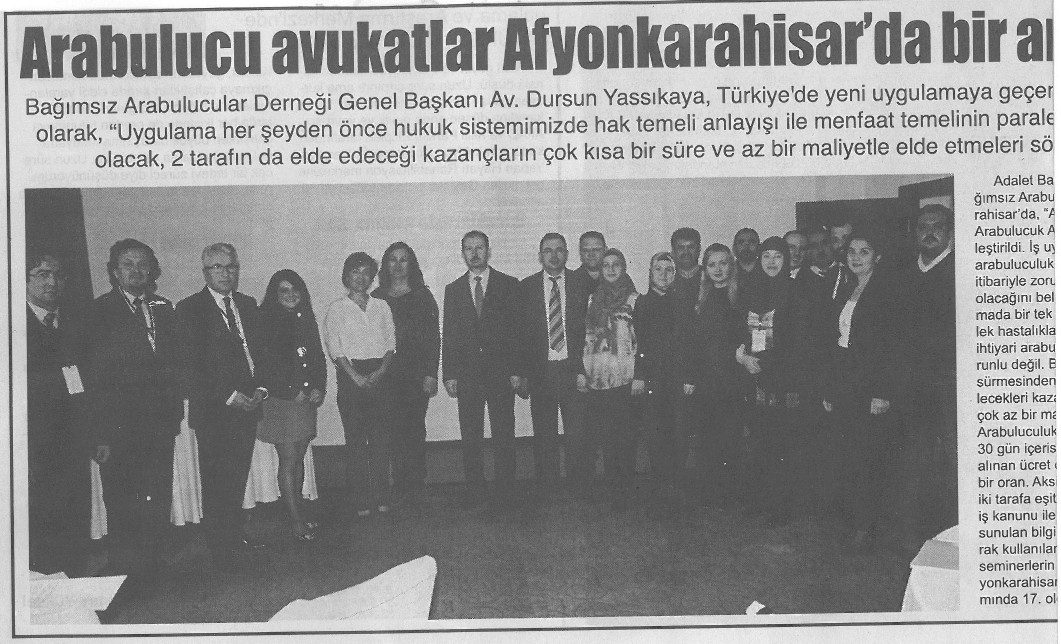 Arabulucu avukatlar Afyonkarahisar'da bir a
Bağımsız Arabulucular Derneği Genel Başkanı Av. Dursun Yassıkaya, Türkiye'de yeni uygulamaya geçer
olarak, “Uygulama her şeyden önce hukuk sistemimizde hak temeli anlayışı ile menfaat temelinin parale
olacak, 2 tarafın da elde edeceği kazançların çok kısa bir süre ve az bir maliyetle elde etmeleri sö
Adalet Ba
ğımsız Arabu
rahisar'da, “A
Arabulucuk A
leştirildi. İş uy
arabuluculuk
itibariyle zoru
olacağını bel
mada bir tek
lek hastalıkla
ihtiyari arabu
runlu değil. B
sürmesinden
lecekleri kaza
çok az bir ma
Arabuluculuk
30 gün içeris
alınan ücret
bir oran. Aks
iki tarafa eşit
iş kanunu ile
sunulan bilgi
rak kullanılar
seminerlerin
yonkarahisar
mında 17. ol